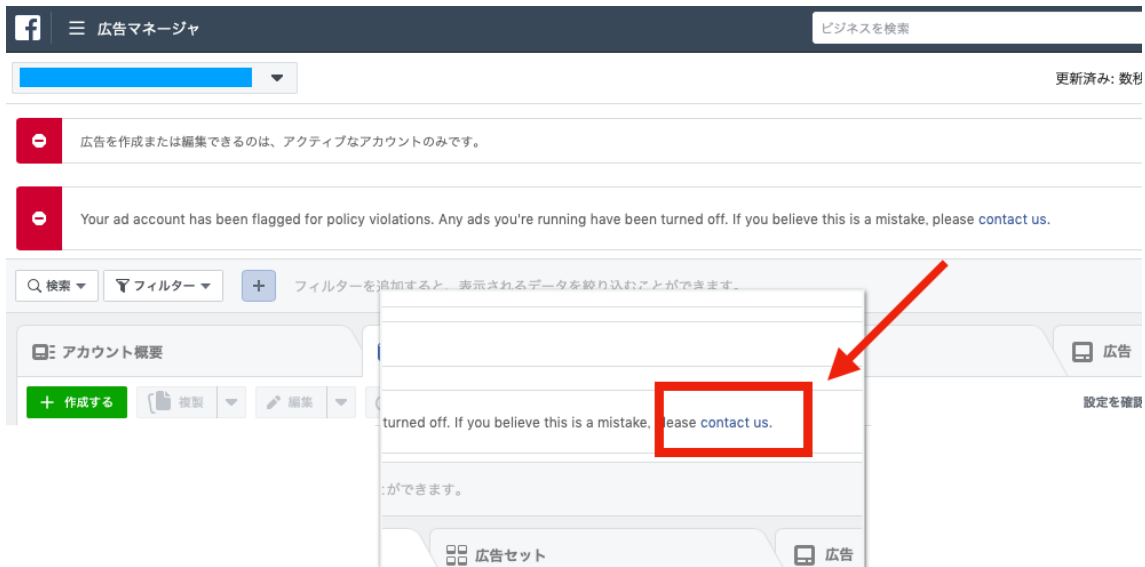 広告マネージャ
ビジネスを検索
更新済み: 数秒
広告を作成または編集できるのは、アクティブなアカウントのみです。
Your ad account has been flagged for policy violations. Any ads you're running have been turned off. If you believe this is a mistake, please contact us.
検索 フィルター + フィルターを追加すると、表示されるデータを絞り込むことができます。
アカウント概要
広告
+ 作成する 複製 編集
設定を確認
turned off. If you believe this is a mistake, please contact us.
ができます。
広告セット
広告